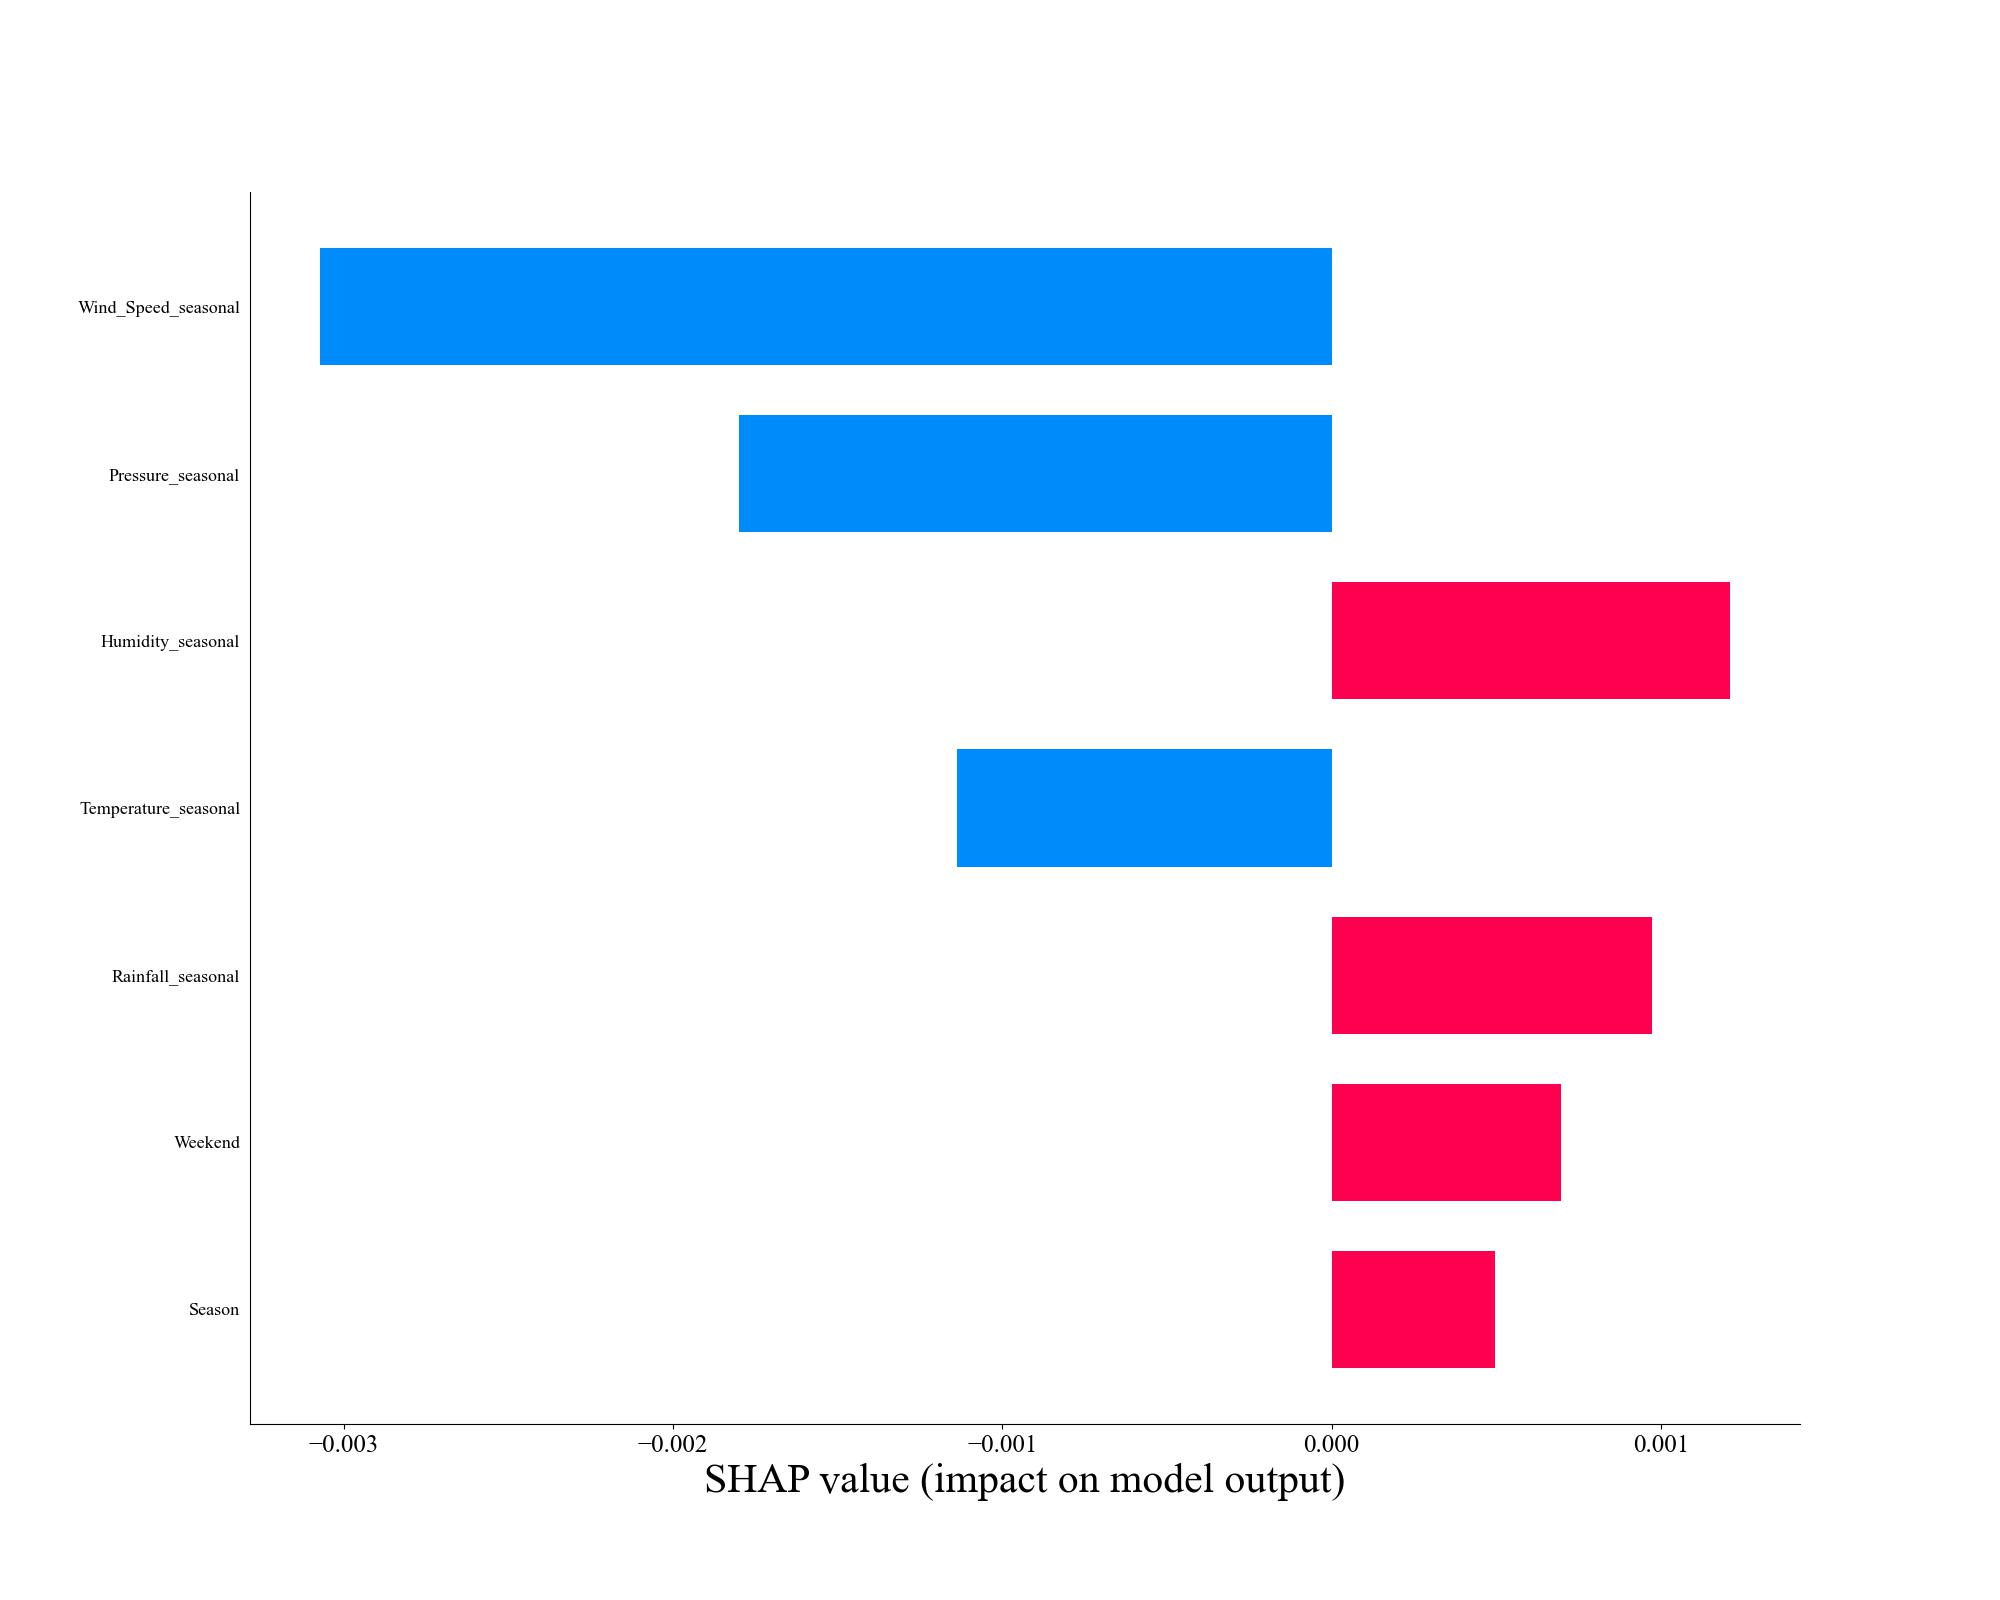 Wind_Speed_seasonal
Pressure_seasonal
Humidity_seasonal
Temperature_seasonal
Rainfall_seasonal
Weekend
Season
−0.003 −0.002 −0.001 0.000 0.001
SHAP value (impact on model output)